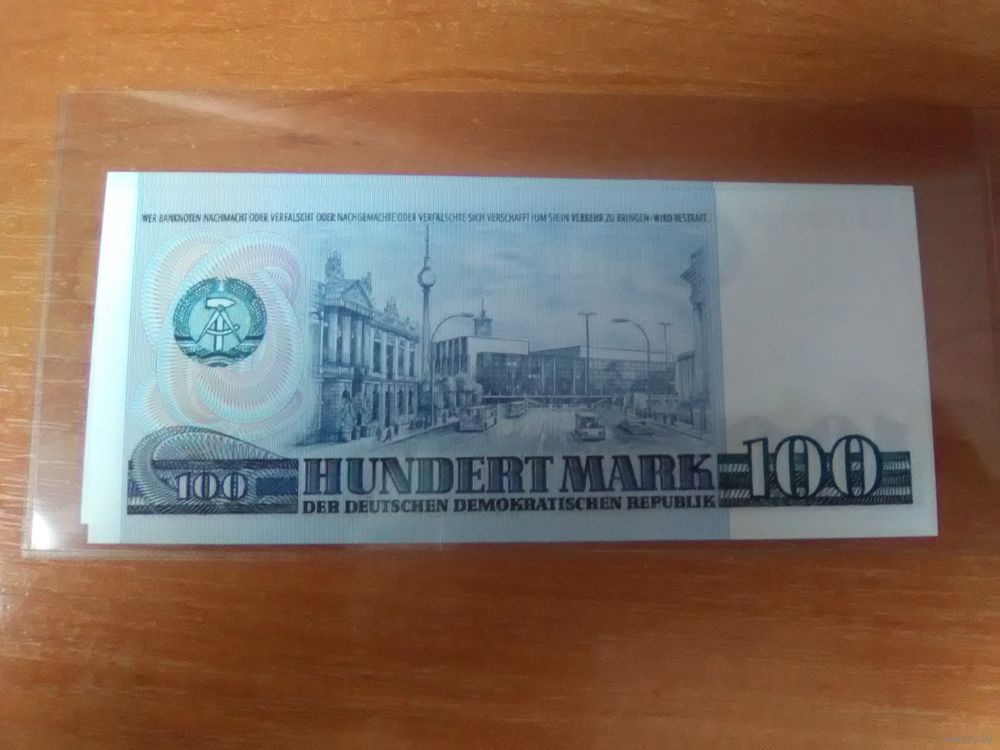 WER BANKNOTEN NACHMACHT ODER VERFÄLSCHT ODER NACHGEMACHTE ODER VERFÄLSCHTE SICH VERSCHAFFT/UM SIE IN VERKEHR ZU BRINGEN/WIRD BESTRAFT
100
HUNDERT MARK
100
DER DEUTSCHEN DEMOKRATISCHEN REPUBLIK